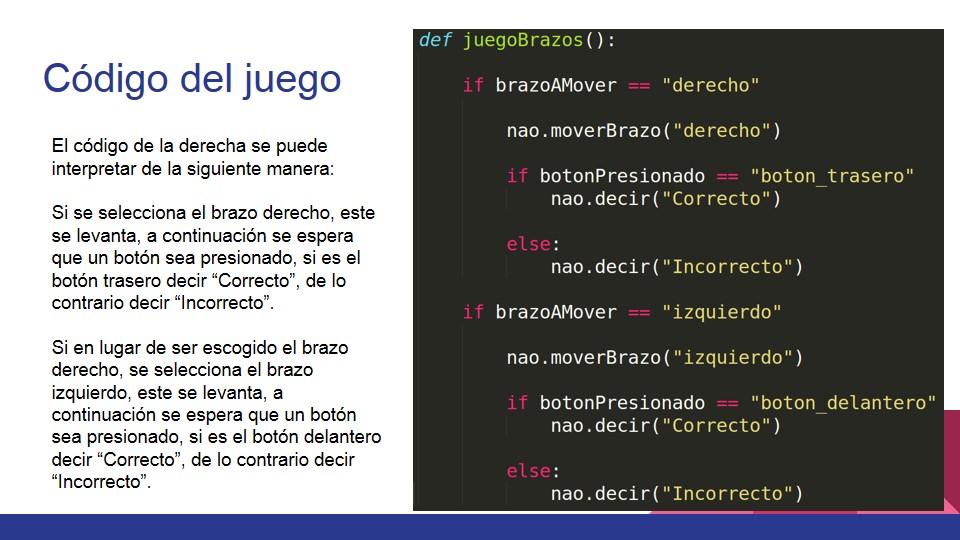 Código del juego
El código de la derecha se puede
interpretar de la siguiente manera:
Si se selecciona el brazo derecho, este
se levanta, a continuación se espera
que un botón sea presionado, si es el
botón trasero decir “Correcto”, de lo
contrario decir “Incorrecto”.
Si en lugar de ser escogido el brazo
derecho, se selecciona el brazo
izquierdo, este se levanta, a
continuación se espera que un botón
sea presionado, si es el botón delantero
decir “Correcto”, de lo contrario decir
“Incorrecto”.
def juegoBrazos():
if brazoAMover == "derecho"
nao.moverBrazo("derecho")
if botonPresionado == "boton_trasero"
nao.decir("Correcto")
else:
nao.decir("Incorrecto")
if brazoAMover == "izquierdo"
nao.moverBrazo("izquierdo")
if botonPresionado == "boton_delantero"
nao.decir("Correcto")
else:
nao.decir("Incorrecto")